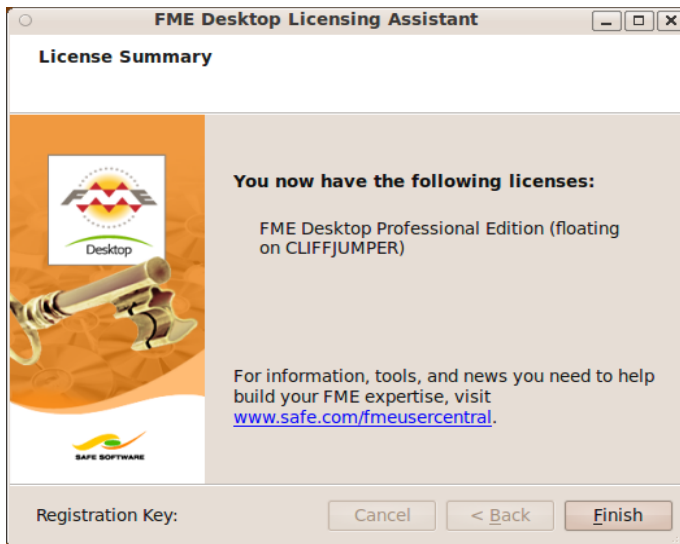 FME Desktop Licensing Assistant
License Summary
FME
Desktop
SAFE SOFTWARE
You now have the following licenses:
FME Desktop Professional Edition (floating
on CLIFFJUMPER)
For information, tools, and news you need to help
build your FME expertise, visit
www.safe.com/fmeusercentral.
Registration Key:
Cancel
< Back
Finish